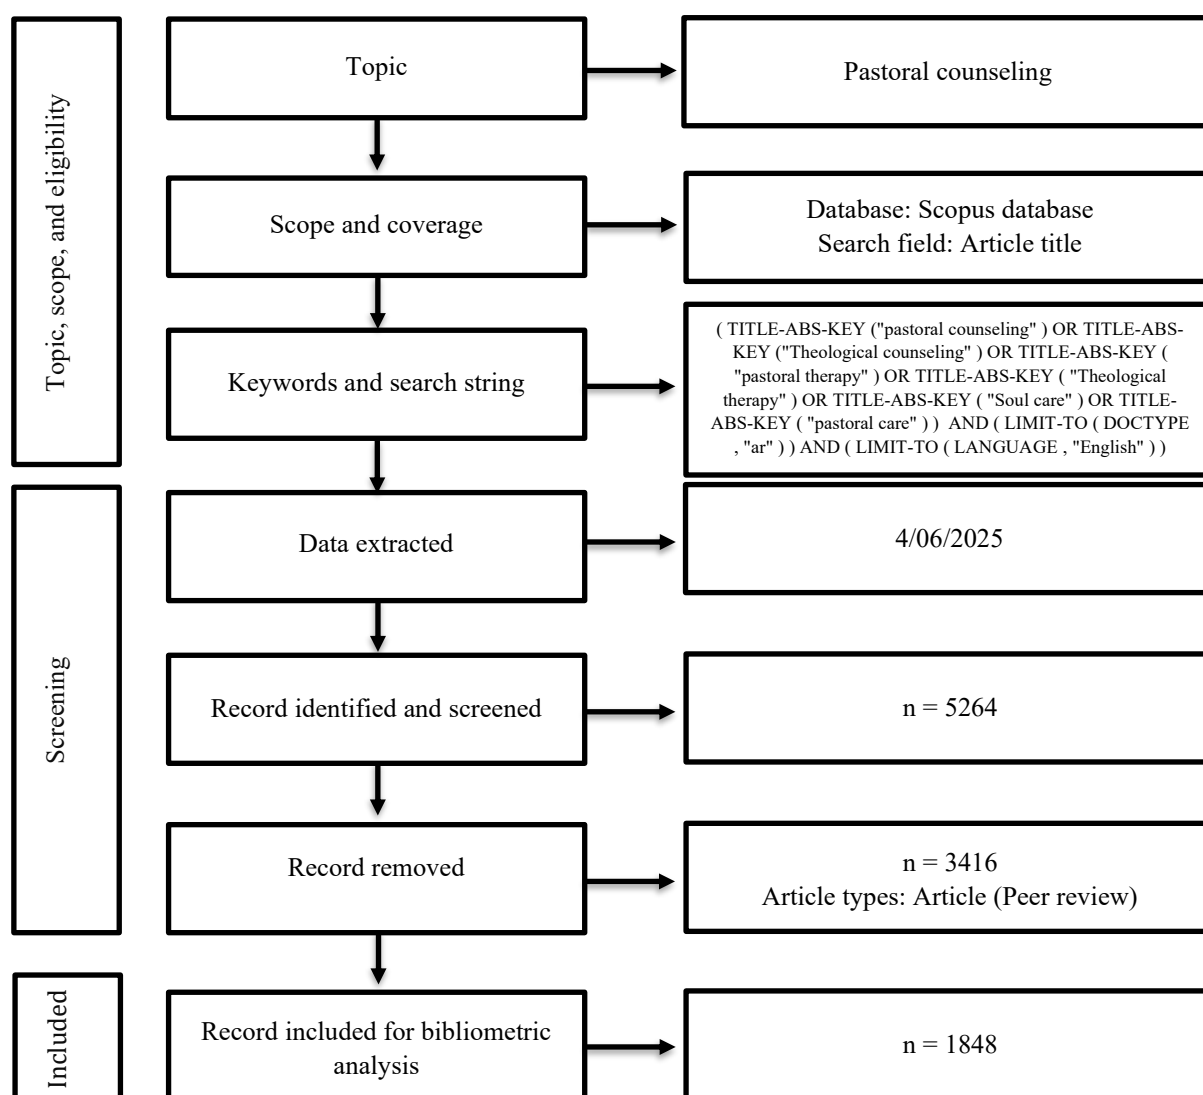 Topic, scope, and eligibility
Topic
Pastoral counseling
Scope and coverage
Database: Scopus database
Search field: Article title
Keywords and search string
( TITLE-ABS-KEY ("pastoral counseling" ) OR TITLE-ABS-
KEY ("Theological counseling" ) OR TITLE-ABS-KEY (
"pastoral therapy" ) OR TITLE-ABS-KEY ( "Theological
therapy" ) OR TITLE-ABS-KEY ( "Soul care" ) OR TITLE-
ABS-KEY ( "pastoral care" ) ) AND ( LIMIT-TO ( DOCTYPE
, "ar" ) ) AND ( LIMIT-TO ( LANGUAGE , "English" ) )
Screening
Data extracted
4/06/2025
Record identified and screened
n = 5264
Record removed
n = 3416
Article types: Article (Peer review)
Included
Record included for bibliometric
analysis
n = 1848